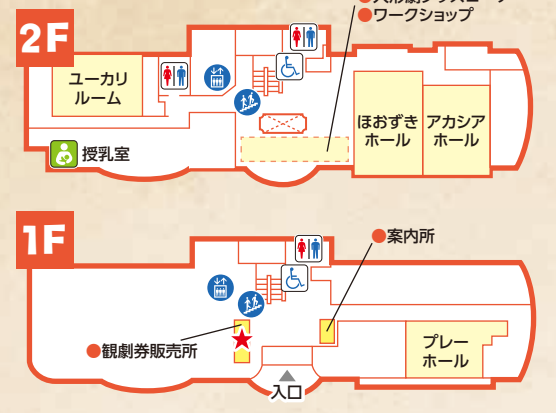 ●ワークショップ
2F
ユーカリ
ルーム
ほおずき
ホール
アカシア
ホール
授乳室
1F
●案内所
●観劇券販売所
プレー
ホール
入口